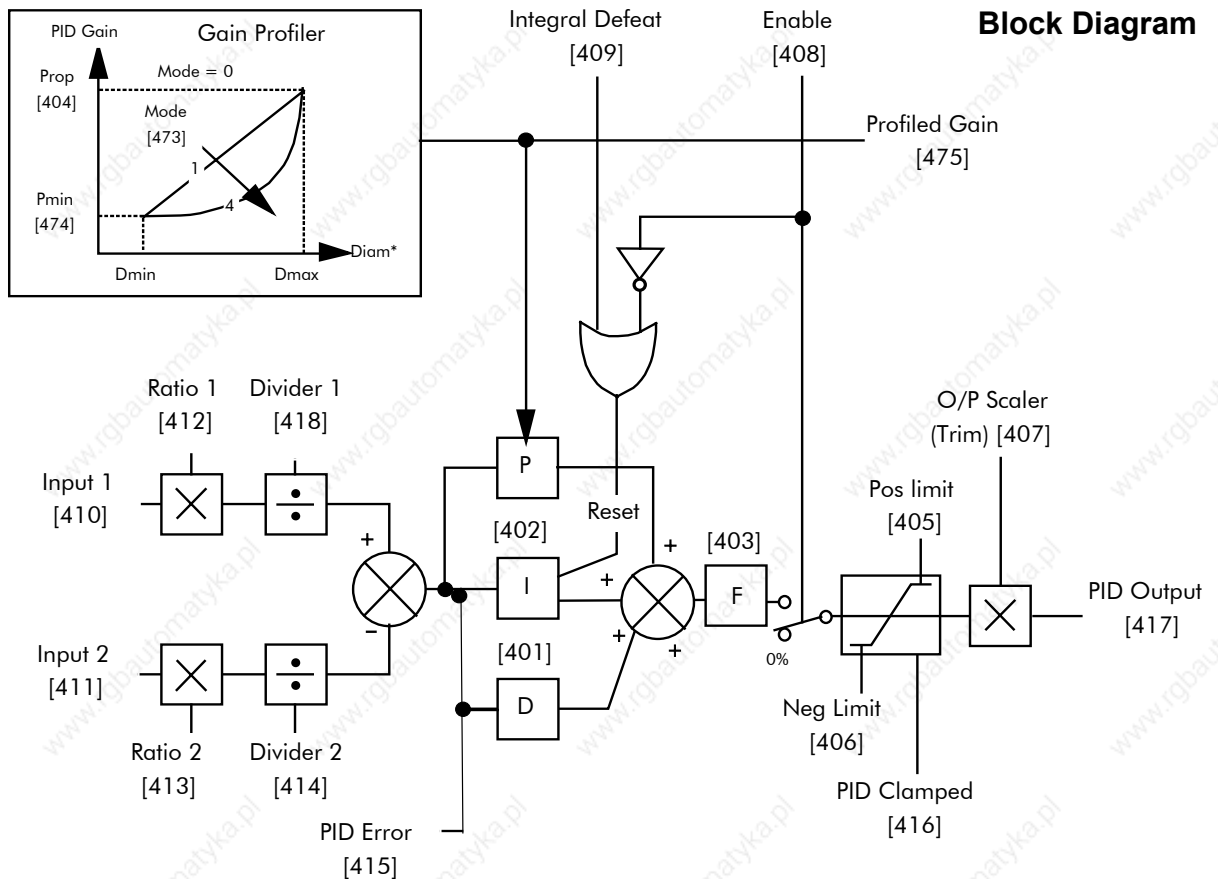 Block Diagram
Integral Defeat
[409]
Enable
[408]
Gain Profiler
PID Gain
Mode = 0
Prop
[404]
Mode
[473]
1
4
Pmin
[474]
Diam*
Dmin
Dmax
Profiled Gain
[475]
Ratio 1
[412]
Divider 1
[418]
O/P Scaler
(Trim) [407]
Input 1
[410]
P
Pos limit
[405]
Reset
[402]
[403]
+
+
I
+
F
PID Output
[417]
-
+
+
0%
Input 2
[411]
[401]
D
Neg Limit
[406]
Ratio 2
[413]
Divider 2
[414]
PID Clamped
[416]
PID Error
[415]
www.rgbautomatyka.pl